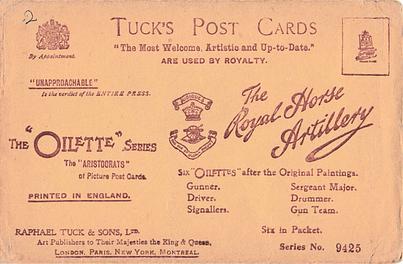 2
TUCK'S POST CARDS
"The Most Welcome, Artistic and Up-to-Date."
ARE USED BY ROYALTY.
By Appointment.
"UNAPPROACHABLE"
Is the verdict of the ENTIRE PRESS.
The Royal Horse Artillery
THE "OILETTE" SERIES
The "ARISTOCRATS"
of Picture Post Cards.
PRINTED IN ENGLAND.
SIX "OILETTES" after the Original Paintings.
Gunner. Sergeant Major.
Driver. Drummer.
Signallers. Gun Team.
Six in Packet.
Series No. 9425
RAPHAEL TUCK & SONS, LTD.
Art Publishers to Their Majesties the King & Queen.
LONDON, PARIS, NEW YORK, MONTREAL.